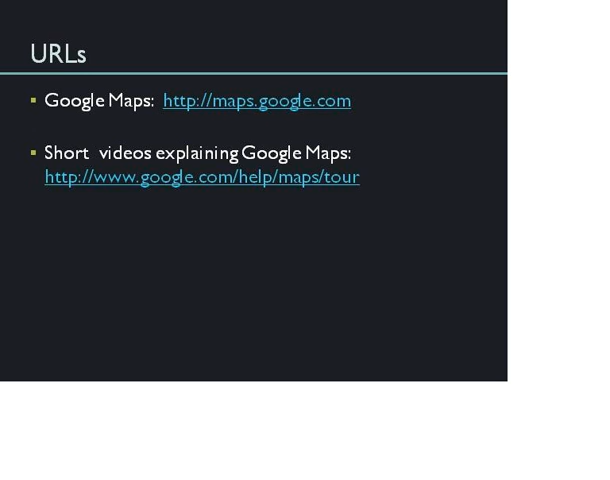 URLs
▪ Google Maps:  http://maps.google.com
▪ Short  videos explaining Google Maps:
http://www.google.com/help/maps/tour